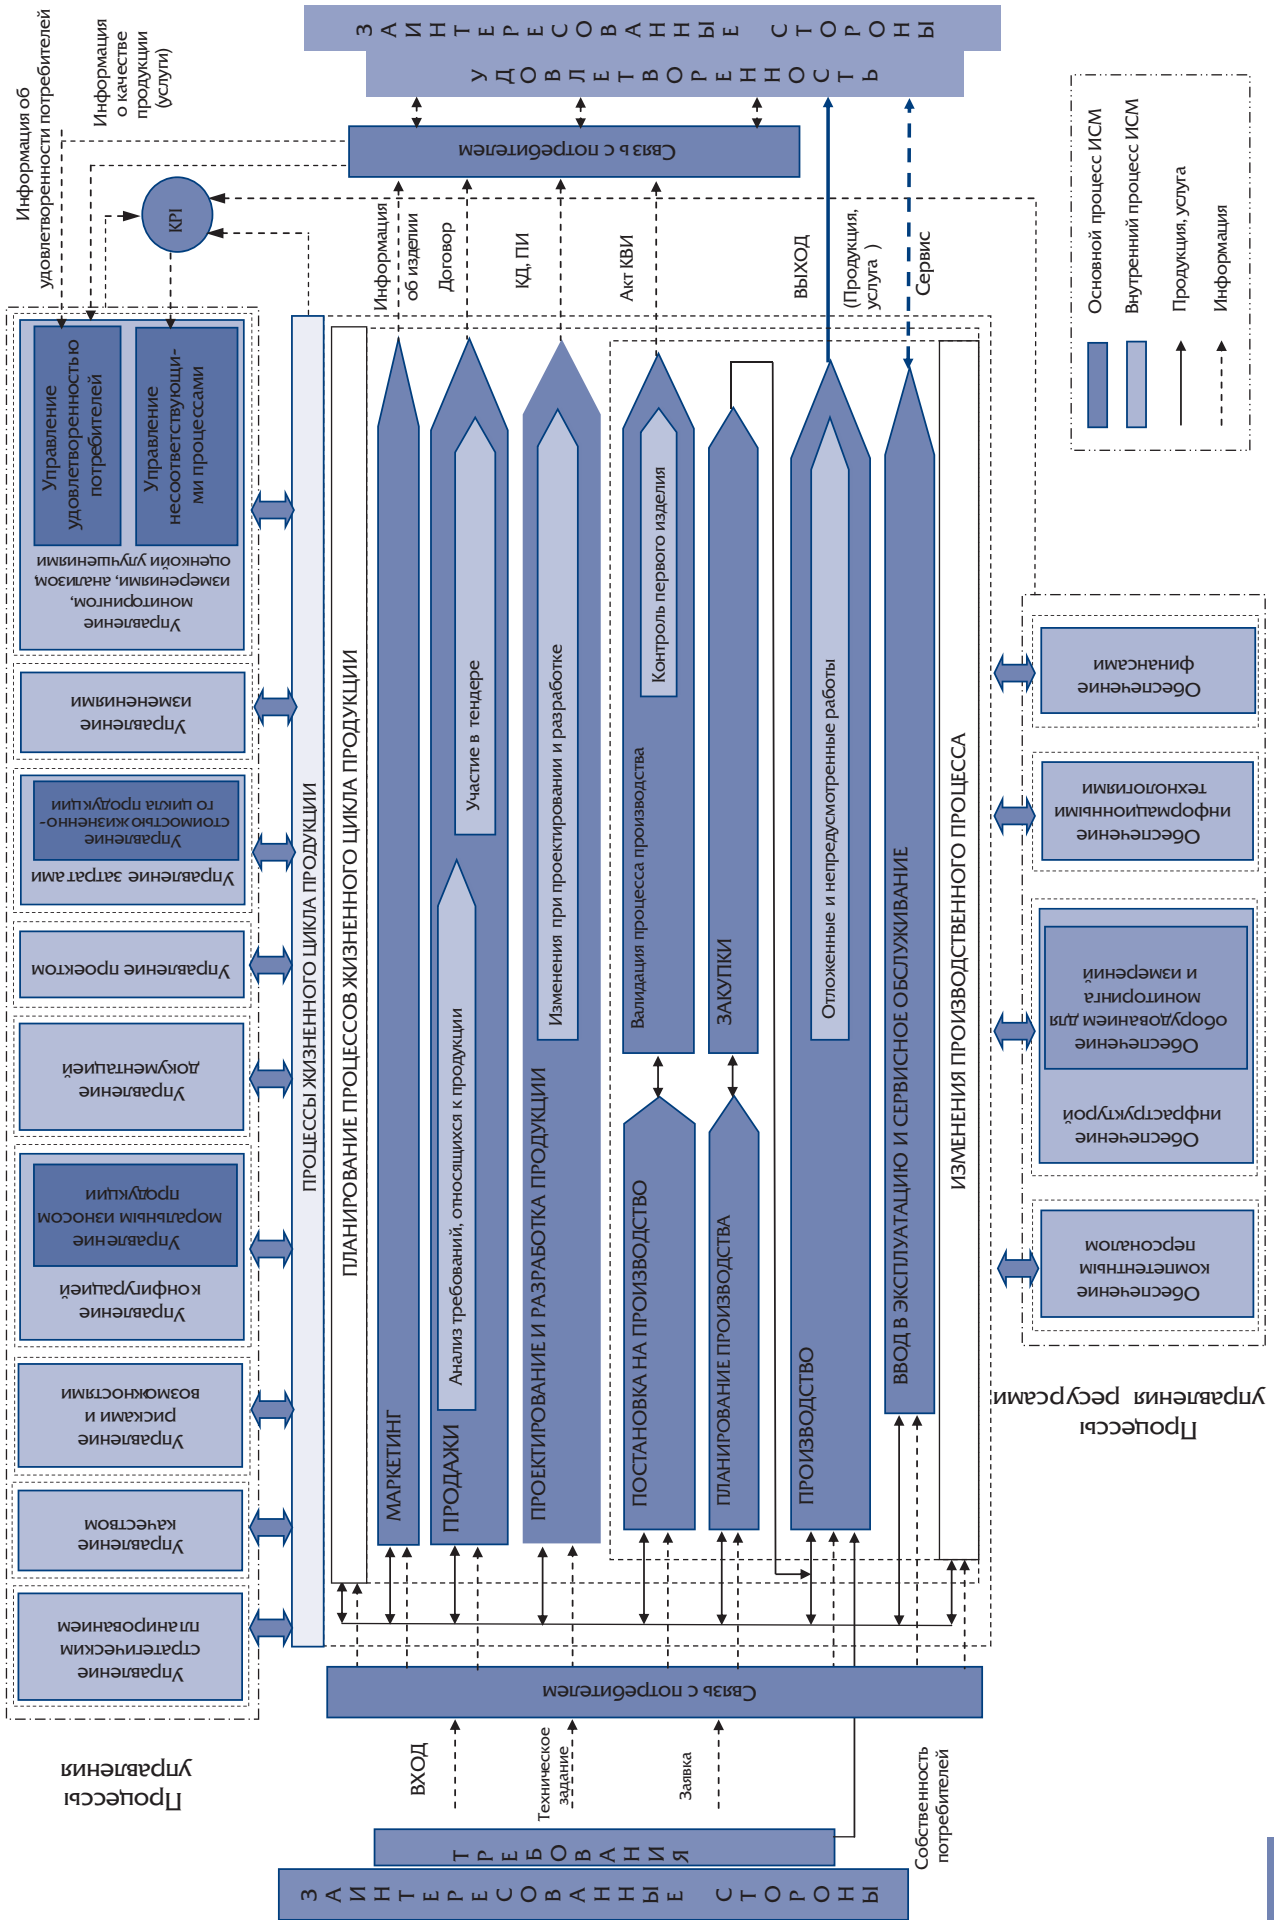 Информация об
удовлетворенности потребителей
Информация
о качестве
продукции
(услуги)
KPI
Процессы
управления
Управление
стратегическим
планированием
Управление
качеством
Управление
рисками и
возможностями
Управление
конфигурацией
Управление
моральным износом
продукции
Управление
документацией
Управление проектом
Управление затратами
Управление
стоимостью жизненно-
го цикла продукции
Управление
изменениями
Управление
мониторингом,
измерениями, анализом,
оценкойи улучшениями
Управление
удовлетворенностью
потребителей
Управление
несоответствующи-
ми процессами
ЗАИНТЕРЕСОВАННЫЕ СТОРОНЫ
ТРЕБОВАНИЯ
ВХОД
Техническое
задание
Заявка
Собственность
потребителей
Связь с потребителем
ПРОЦЕССЫ ЖИЗНЕННОГО ЦИКЛА ПРОДУКЦИИ
ПЛАНИРОВАНИЕ ПРОЦЕССОВ ЖИЗНЕННОГО ЦИКЛА ПРОДУКЦИИ
МАРКЕТИНГ
ПРОДАЖИ
Анализ требований, относящихся к продукции
Участие в тендере
ПРОЕКТИРОВАНИЕ И РАЗРАБОТКА ПРОДУКЦИИ
Изменения при проектировании и разработке
ПОСТАНОВКА НА ПРОИЗВОДСТВО
Валидация процесса производства
Контроль первого изделия
ПЛАНИРОВАНИЕ ПРОИЗВОДСТВА
ЗАКУПКИ
ПРОИЗВОДСТВО
Отложенные и непредусмотренные работы
ВВОД В ЭКСПЛУАТАЦИЮ И СЕРВИСНОЕ ОБСЛУЖИВАНИЕ
ИЗМЕНЕНИЯ ПРОИЗВОДСТВЕННОГО ПРОЦЕССА
Информация
об изделии
Договор
КД, ПИ
Акт КВИ
ВЫХОД
(Продукция,
услуга )
Сервис
Связь с потребителем
УДОВЛЕТВОРЕННОСТЬ
ЗАИНТЕРЕСОВАННЫЕ СТОРОНЫ
Процессы
управления ресурсами
Обеспечение
компетентным
персоналом
Обеспечение
инфраструктурой
Обеспечение
оборудованием для
мониторинга
и измерений
Обеспечение
информационными
технологиями
Обеспечение
финансами
Основной процесс ИСМ
Внутренний процесс ИСМ
Продукция, услуга
Информация